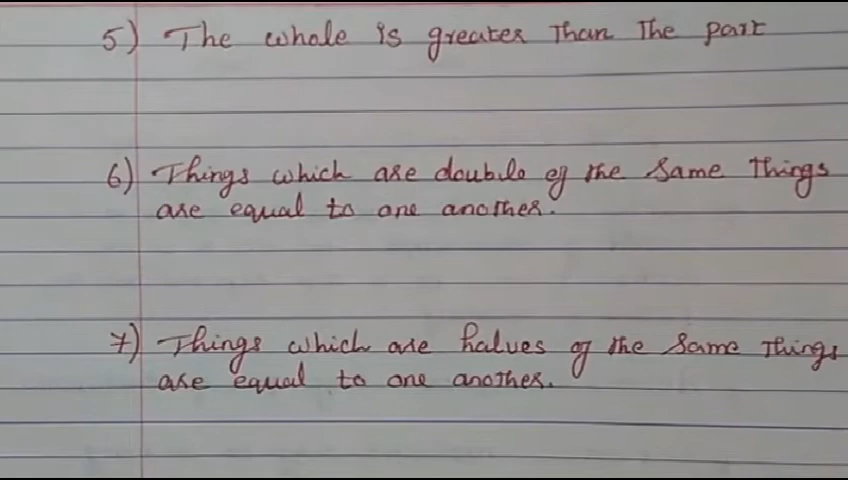 5) The whole is greater than the part
6) Things which are double of the same things
are equal to one another.
7) Things which are halves of the same things
are equal to one another.